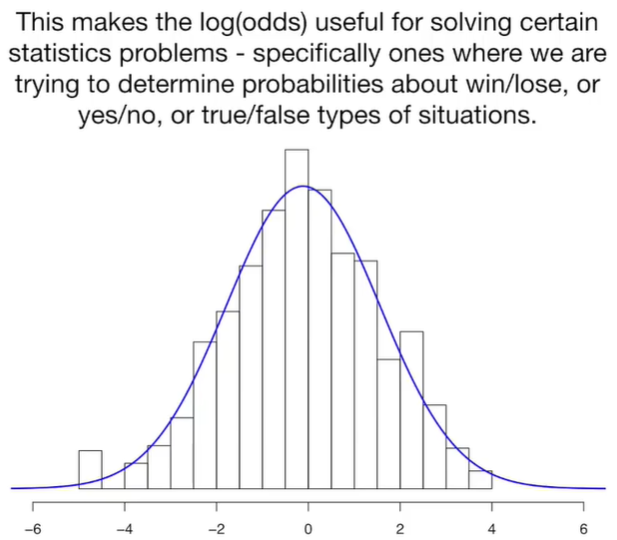 This makes the log(odds) useful for solving certain
statistics problems - specifically ones where we are
trying to determine probabilities about win/lose, or
yes/no, or true/false types of situations.
−6 −4 −2 0 2 4 6